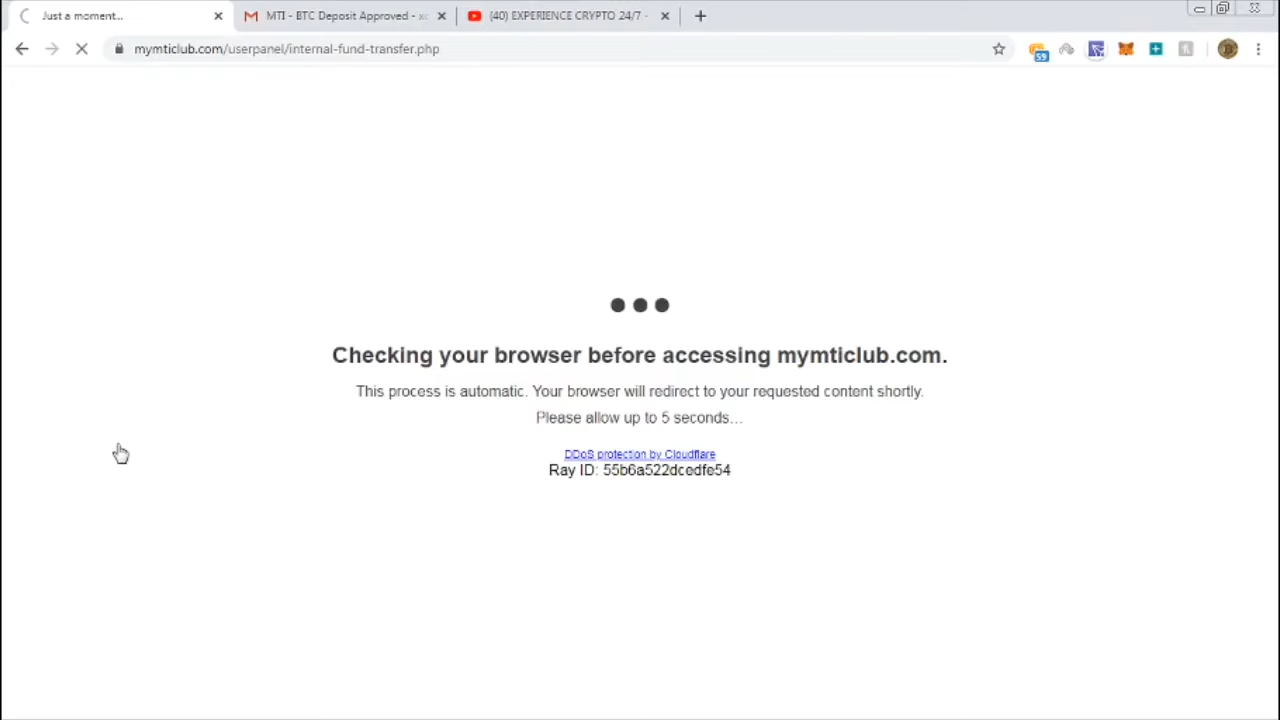 Just a moment...
MTI - BTC Deposit Approved -
(40) EXPERIENCE CRYPTO 24/7 -
mymticlub.com/userpanel/internal-fund-transfer.php
59
Checking your browser before accessing mymticlub.com.
This process is automatic. Your browser will redirect to your requested content shortly.
Please allow up to 5 seconds...
DDoS protection by Cloudflare
Ray ID: 55b6a522dcedfe54